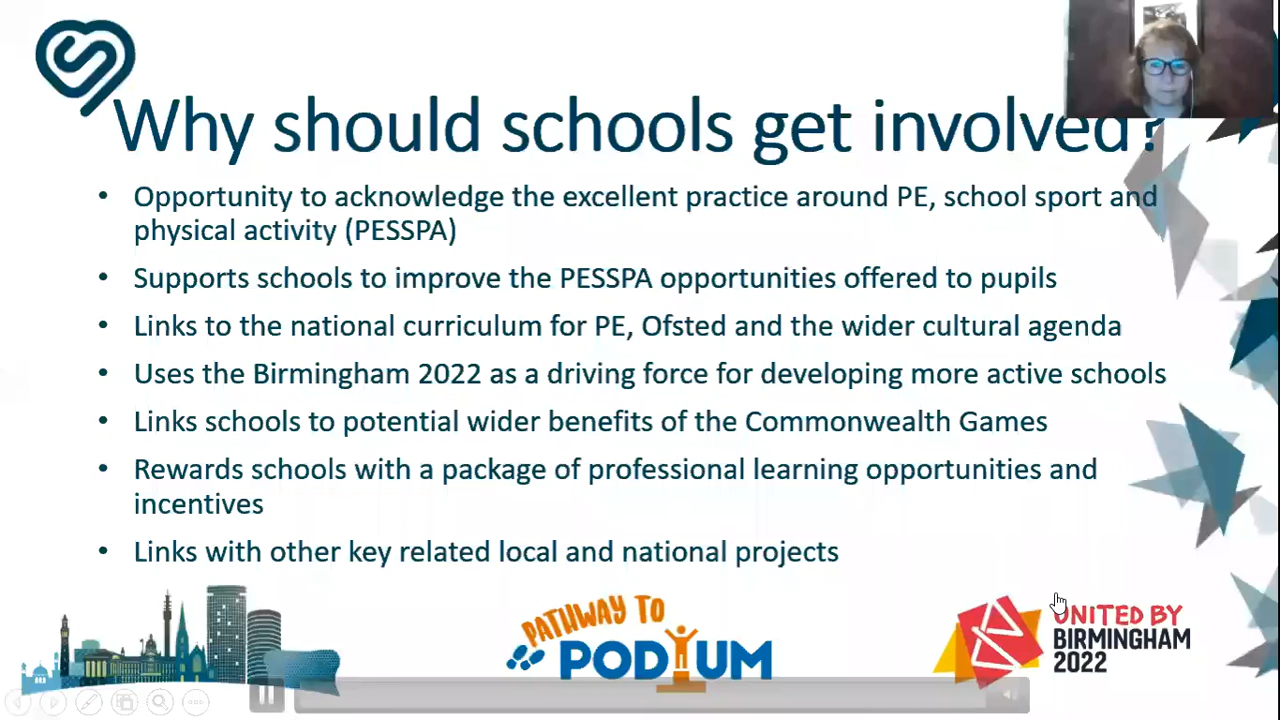 Why should schools get involved?
• Opportunity to acknowledge the excellent practice around PE, school sport and
physical activity (PESSPA)
• Supports schools to improve the PESSPA opportunities offered to pupils
• Links to the national curriculum for PE, Ofsted and the wider cultural agenda
• Uses the Birmingham 2022 as a driving force for developing more active schools
• Links schools to potential wider benefits of the Commonwealth Games
• Rewards schools with a package of professional learning opportunities and
incentives
• Links with other key related local and national projects
PATHWAY TO
PODIUM
UNITED BY
BIRMINGHAM
2022